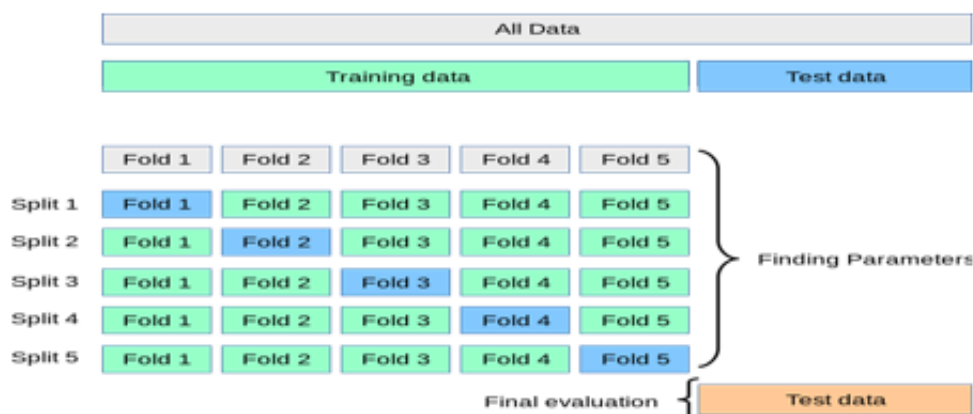 All Data
Training data Test data
Fold 1 Fold 2 Fold 3 Fold 4 Fold 5
Split 1 Fold 1 Fold 2 Fold 3 Fold 4 Fold 5
Split 2 Fold 1 Fold 2 Fold 3 Fold 4 Fold 5
Finding Parameters
Split 3 Fold 1 Fold 2 Fold 3 Fold 4 Fold 5
Split 4 Fold 1 Fold 2 Fold 3 Fold 4 Fold 5
Split 5 Fold 1 Fold 2 Fold 3 Fold 4 Fold 5
Final evaluation Test data